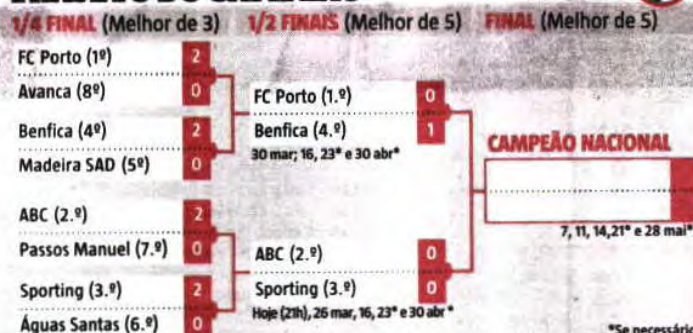 1/4 FINAL (Melhor de 3) 1/2 FINAIS (Melhor de 5) FINAL (Melhor de 5)
FC Porto (1º) 2
Avanca (8º) 0
Benfica (4º) 2
Madeira SAD (5º) 0
ABC (2.º) 2
Passos Manuel (7.º) 0
Sporting (3.º) 2
Águas Santas (6.º) 0
FC Porto (1.º) 0
Benfica (4.º) 1
30 mar; 16, 23* e 30 abr*
ABC (2.º) 0
Sporting (3.º) 0
Hoje (21h), 26 mar, 16, 23* e 30 abr*
CAMPEÃO NACIONAL
7, 11, 14, 21* e 28 mai*
*Se necessário